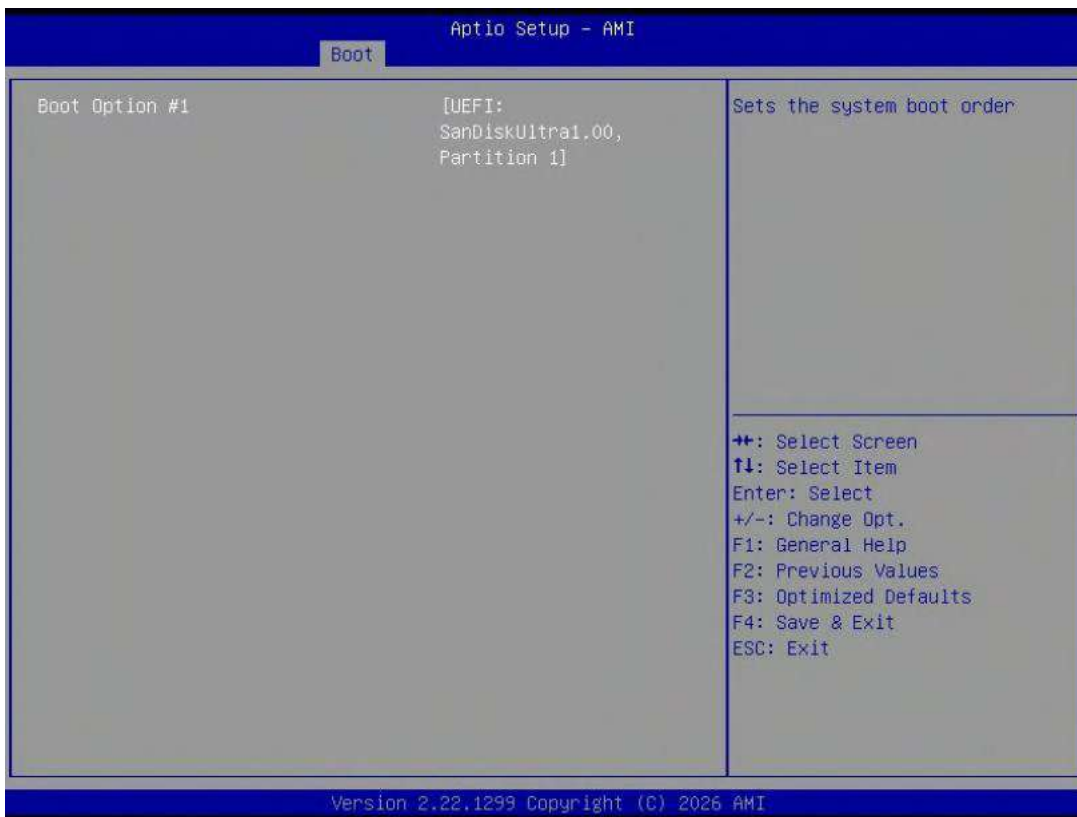 Aptio Setup – AMI
Boot
Boot Option #1
[UEFI:
SanDiskUltra1.00,
Partition 1]
Sets the system boot order
→←: Select Screen
↑↓: Select Item
Enter: Select
+/-: Change Opt.
F1: General Help
F2: Previous Values
F3: Optimized Defaults
F4: Save & Exit
ESC: Exit
Version 2.22.1299 Copyright (C) 2026 AMI